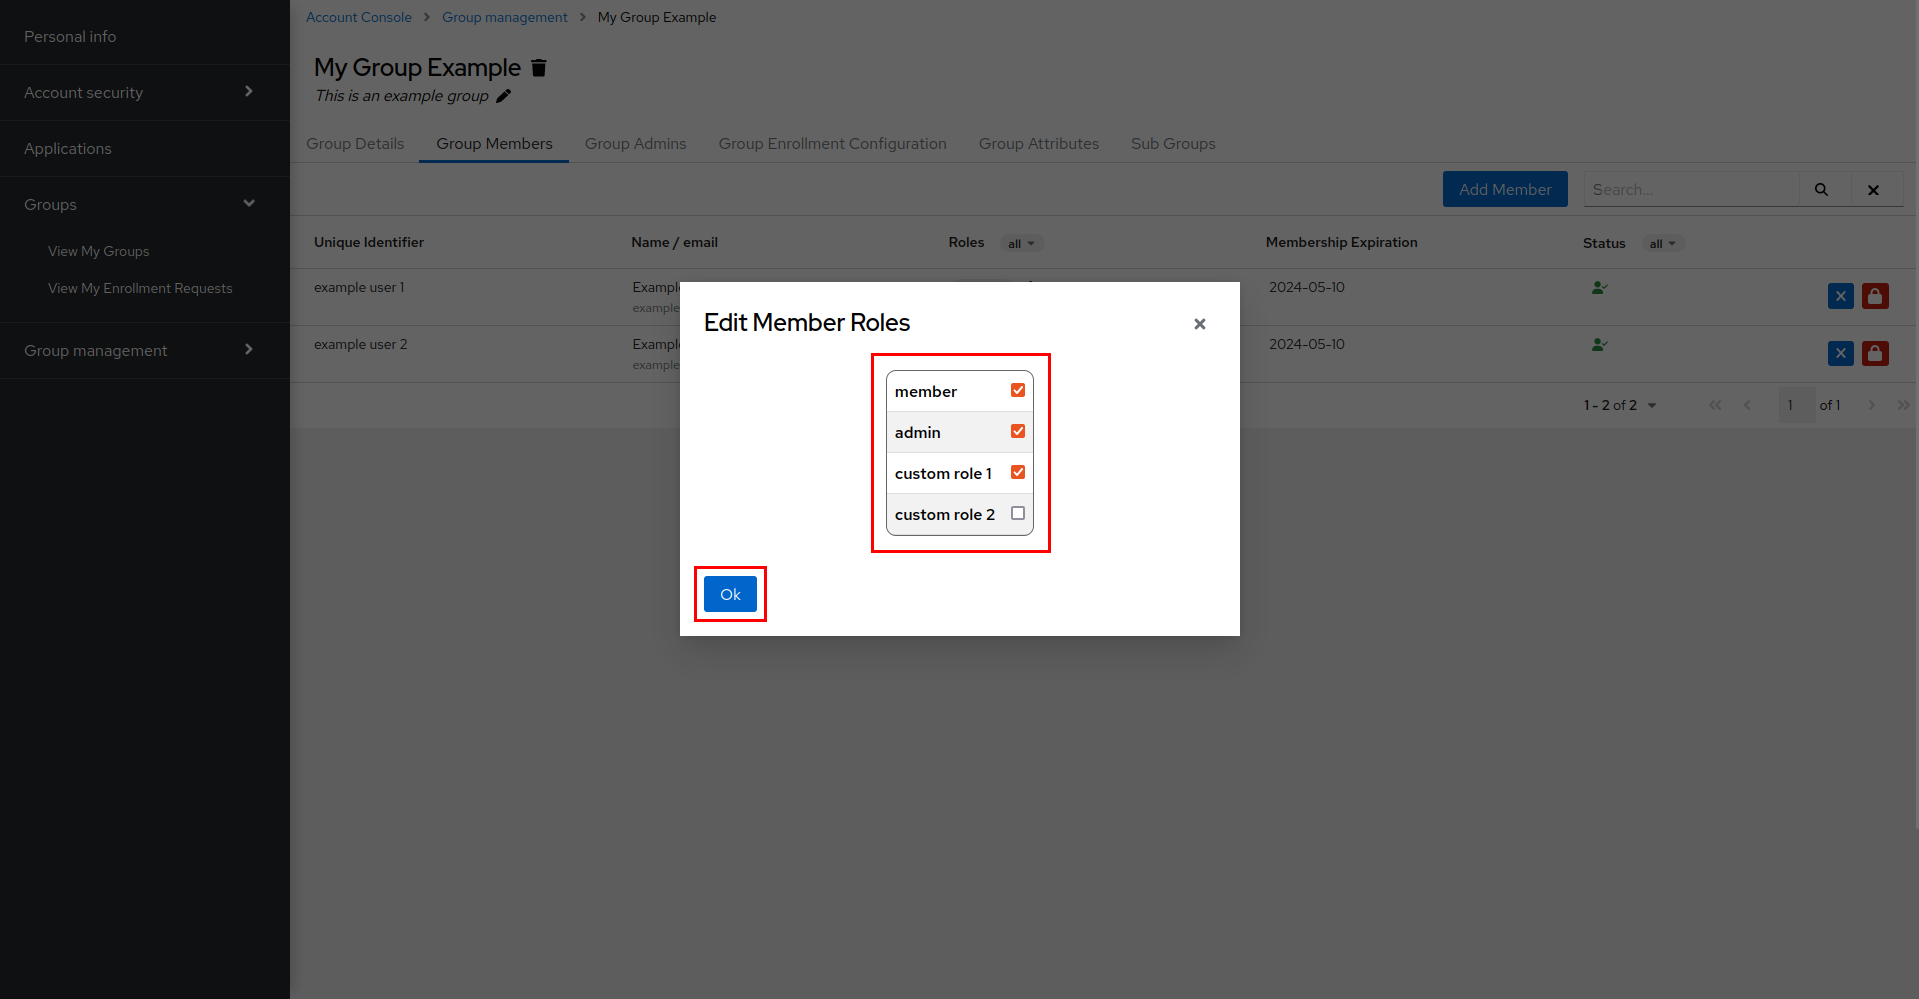 Personal info
Account security
Applications
Groups
View My Groups
View My Enrollment Requests
Group management
Account Console > Group management > My Group Example
My Group Example
This is an example group
Group Details Group Members Group Admins Group Enrollment Configuration Group Attributes Sub Groups
Add Member Search...
Unique Identifier Name / email Roles all Membership Expiration Status all
example user 1 Exampl 2024-05-10
example
example user 2 Exampl 2024-05-10
example
1 - 2 of 2 1 of 1
Edit Member Roles
member
admin
custom role 1
custom role 2
Ok